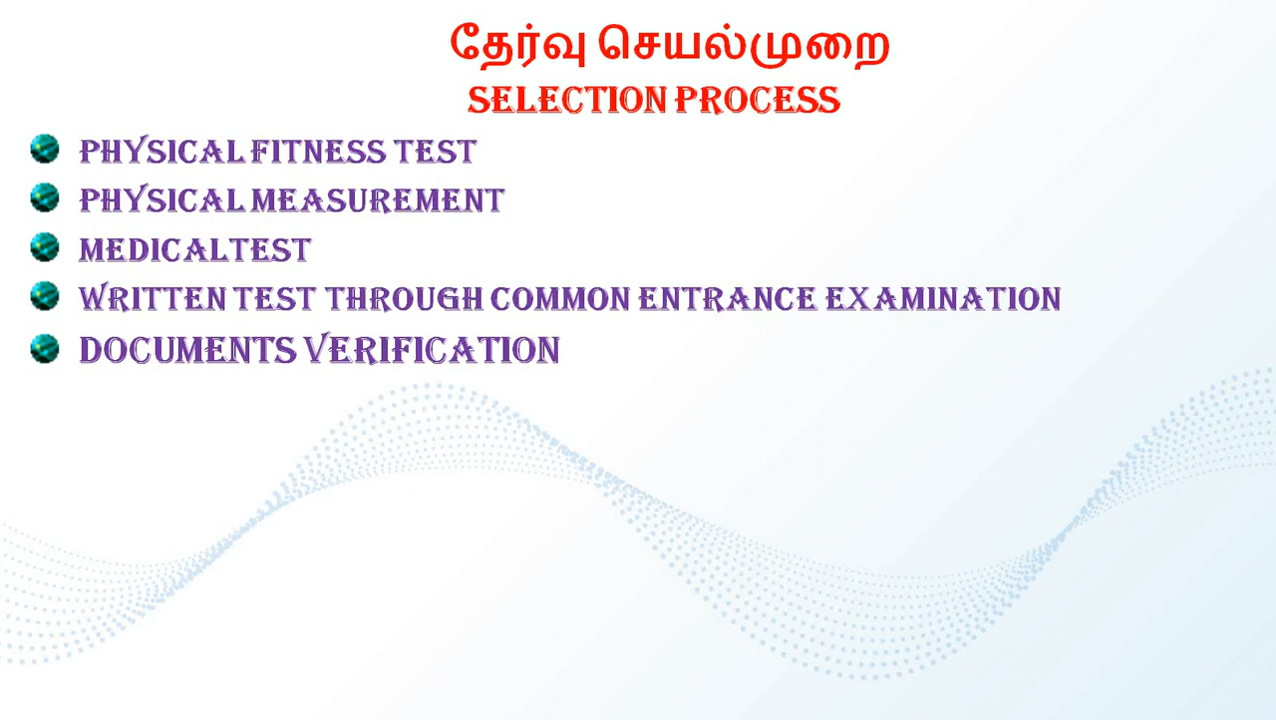 தேர்வு செயல்முறை
SELECTION PROCESS
PHYSICAL FITNESS TEST
PHYSICAL MEASUREMENT
MEDICALTEST
WRITTEN TEST THROUGH COMMON ENTRANCE EXAMINATION
DOCUMENTS VERIFICATION